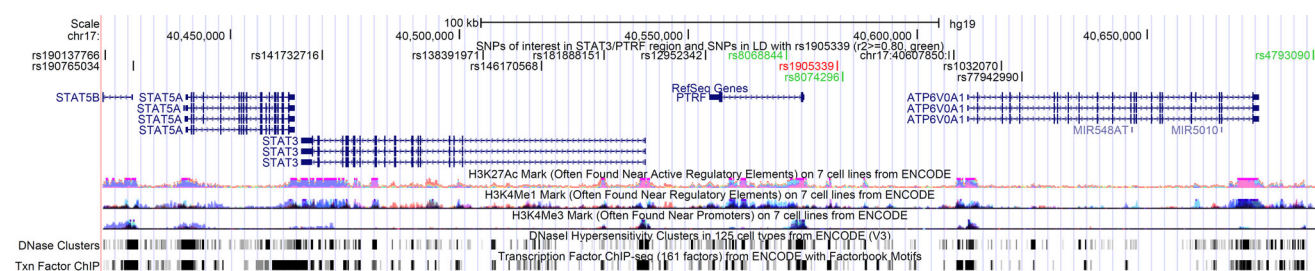 Scale 100 kb hg19
chr17: 40,450,000 40,500,000 40,550,000 40,600,000 40,650,000
SNPs of interest in STAT3/PTRF region and SNPs in LD with rs1905339 (r2>=0.80, green)
rs190137766 rs141732716 rs138391971 rs181888151 rs12952342 rs8068844 chr17:40607850:I rs1032070 rs4793090
rs190765034 rs146170568 rs1905339 rs77942990
rs8074296
RefSeq Genes
STAT5B STAT5A PTRF ATP6V0A1
STAT5A ATP6V0A1
STAT5A ATP6V0A1
STAT5A MIR548AT MIR5010
STAT3
STAT3
STAT3
H3K27Ac Mark (Often Found Near Active Regulatory Elements) on 7 cell lines from ENCODE
H3K4Me1 Mark (Often Found Near Regulatory Elements) on 7 cell lines from ENCODE
H3K4Me3 Mark (Often Found Near Promoters) on 7 cell lines from ENCODE
DNaseI Hypersensitivity Clusters in 125 cell types from ENCODE (V3)
DNase Clusters
Transcription Factor ChIP-seq (161 factors) from ENCODE with Factorbook Motifs
Txn Factor ChIP